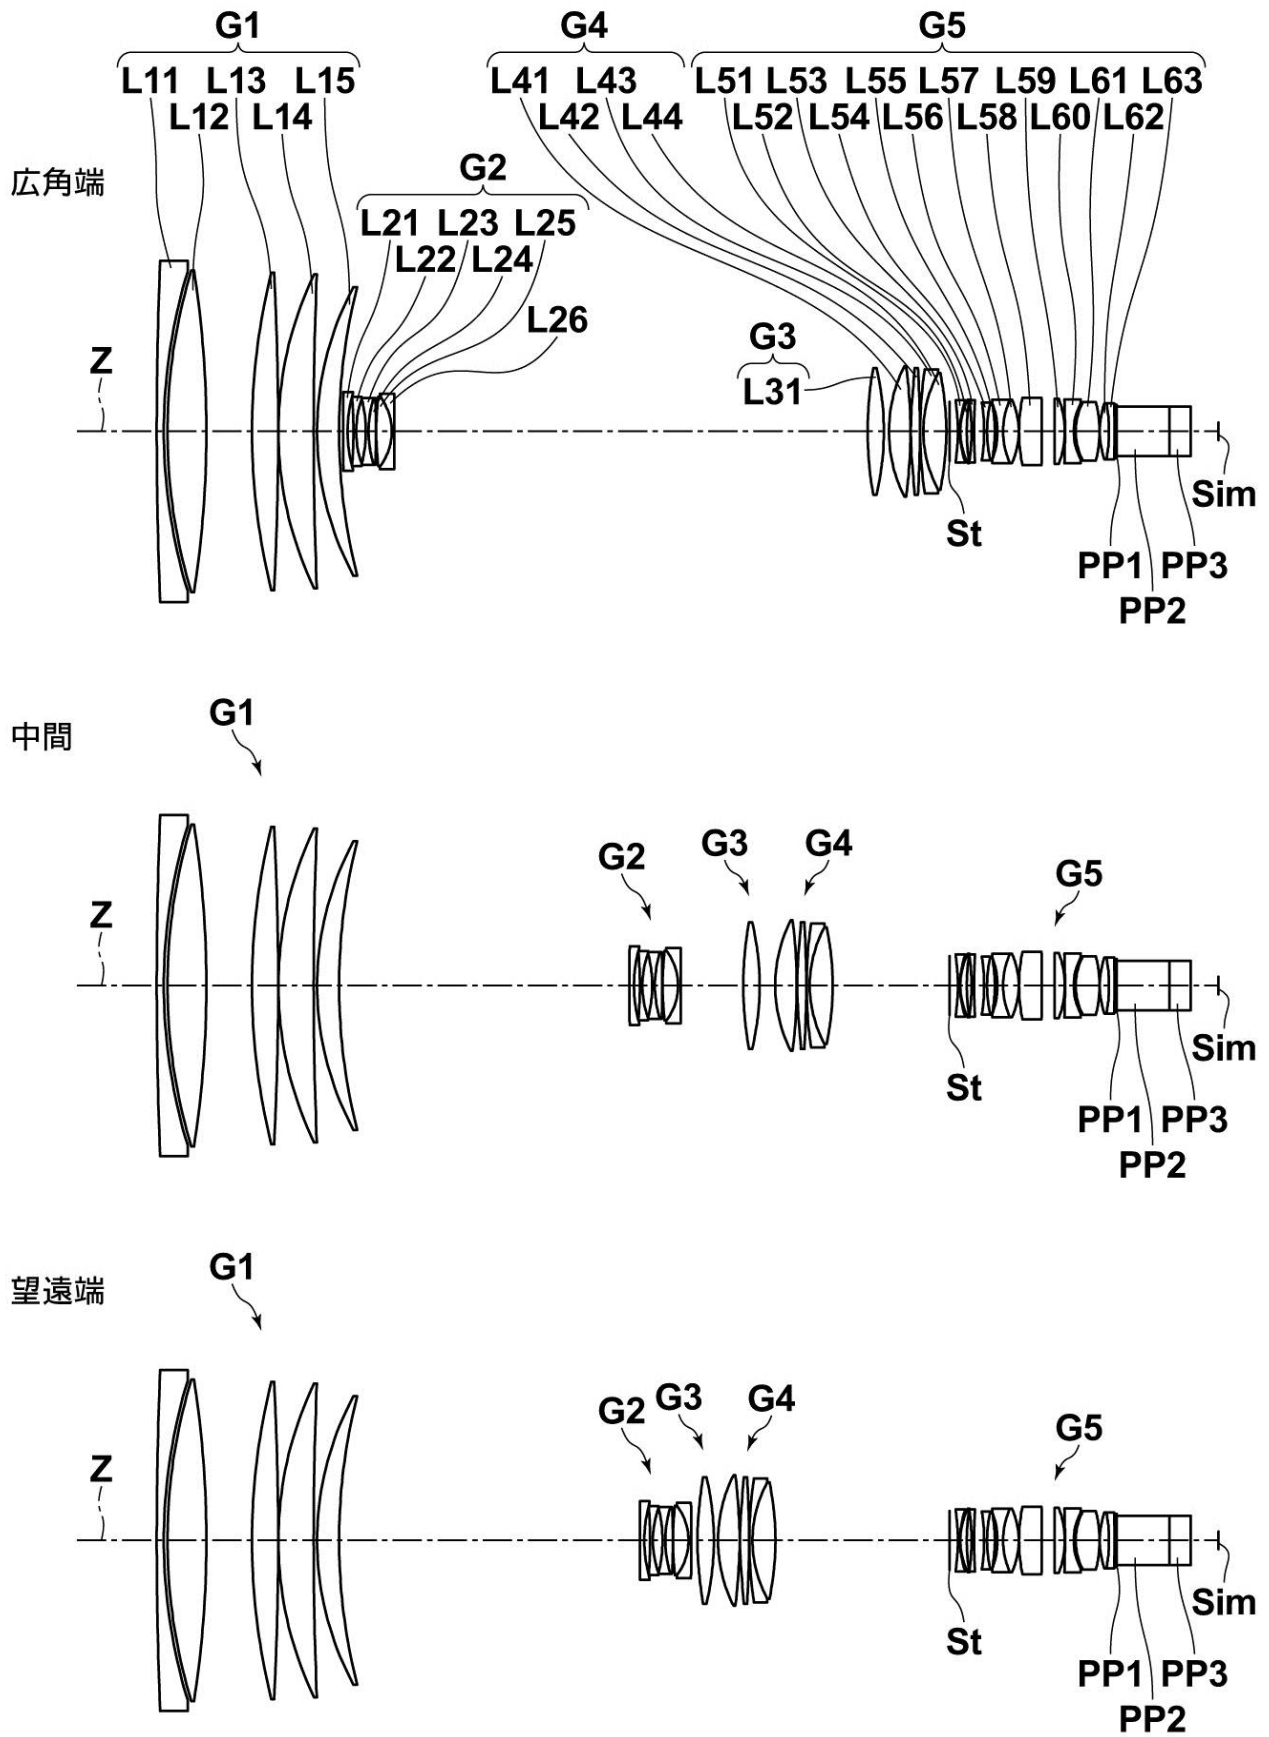 G1 G4 G5
L11 L13 L15 L41 L43 L51 L53 L55 L57 L59 L61 L63
L12 L14 L42 L44 L52 L54 L56 L58 L60 L62
広角端
G2
L21 L23 L25
L22 L24
L26
G3
Z
L31
Sim
St
PP1 PP3
PP2
G1
中間
G3 G4
G2
G5
Z
Sim
St
PP1 PP3
PP2
G1
望遠端
G3 G4
G2
G5
Z
Sim
St
PP1 PP3
PP2